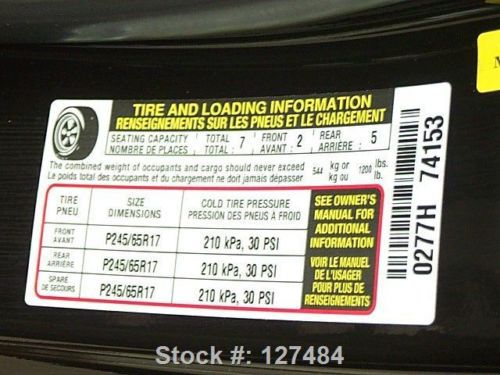 TIRE AND LOADING INFORMATION
RENSEIGNEMENTS SUR LES PNEUS ET LE CHARGEMENT
SEATING CAPACITY TOTAL 7 FRONT 2 REAR 5
NOMBRE DE PLACES TOTAL: AVANT: ARRIÈRE:
The combined weight of occupants and cargo should never exceed 544 kg or 1200 lbs.
Le poids total des occupants et du chargement ne doit jamais dépasser kg ou lb.
TIRE SIZE COLD TIRE PRESSURE
PNEU DIMENSIONS PRESSION DES PNEUS À FROID
FRONT
AVANT P245/65R17 210 kPa, 30 PSI
REAR
ARRIÈRE P245/65R17 210 kPa, 30 PSI
SPARE
DE SECOURS P245/65R17 210 kPa, 30 PSI
SEE OWNER'S
MANUAL FOR
ADDITIONAL
INFORMATION
VOIR LE MANUEL
DE L'USAGER
POUR PLUS DE
RENSEIGNEMENTS
0277H 74153
Stock #: 127484